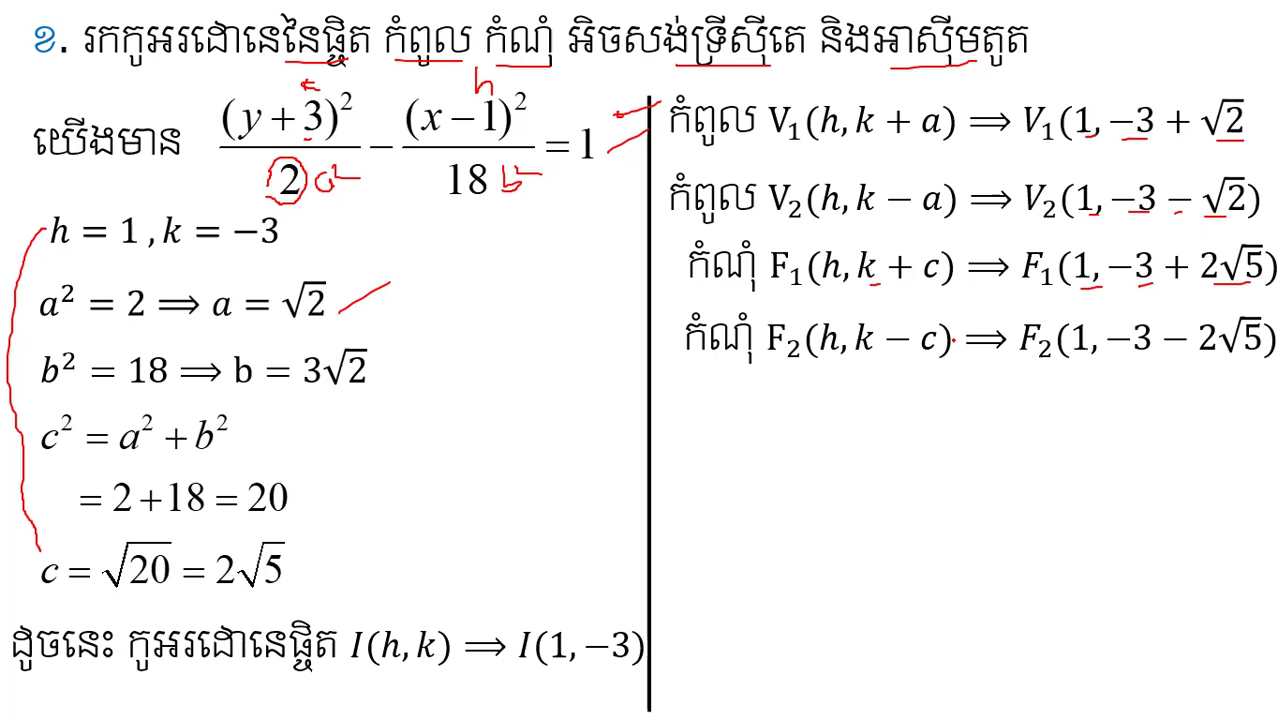 ខ. រកកូអរដោនេនៃផ្ចិត កំពូល កំណុំ អិចសង់ទ្រីស៊ីតេ និងអាស៊ីមតូត
k h
យើងមាន (y + 3)²/2 − (x − 1)²/18 = 1
a² b²
h = 1 , k = −3
a² = 2 ⟹ a = √2
b² = 18 ⟹ b = 3√2
c² = a² + b²
= 2 + 18 = 20
c = √20 = 2√5
ដូចនេះ កូអរដោនេផ្ចិត I(h, k) ⟹ I(1, −3)
កំពូល V₁(h, k + a) ⟹ V₁(1, −3 + √2
កំពូល V₂(h, k − a) ⟹ V₂(1, −3 − √2)
កំណុំ F₁(h, k + c) ⟹ F₁(1, −3 + 2√5)
កំណុំ F₂(h, k − c) ⟹ F₂(1, −3 − 2√5)